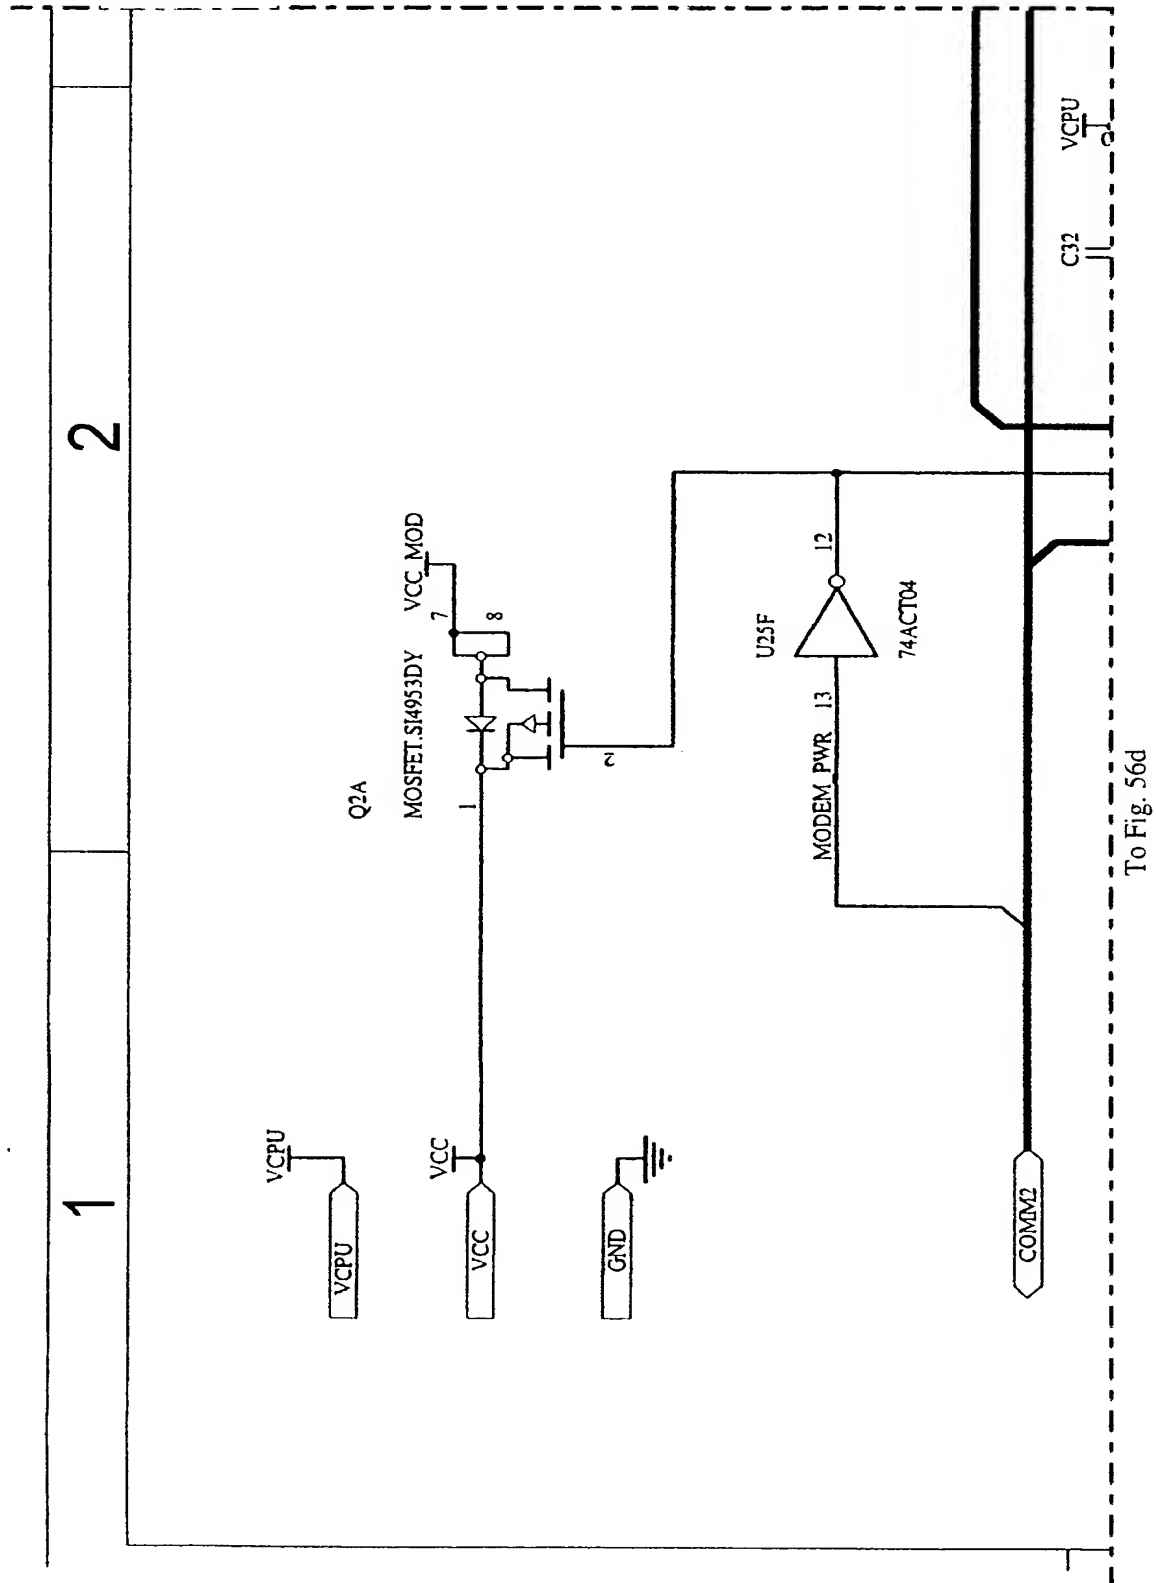 1
2
VCPU
VCPU
VCC
VCC
GND
Q2A
MOSFET.SI4953DY
1
7
8
VCC_MOD
2
MODEM_PWR
13
U25F
74ACT04
12
COMM2
C32
VCPU
To Fig. 56d